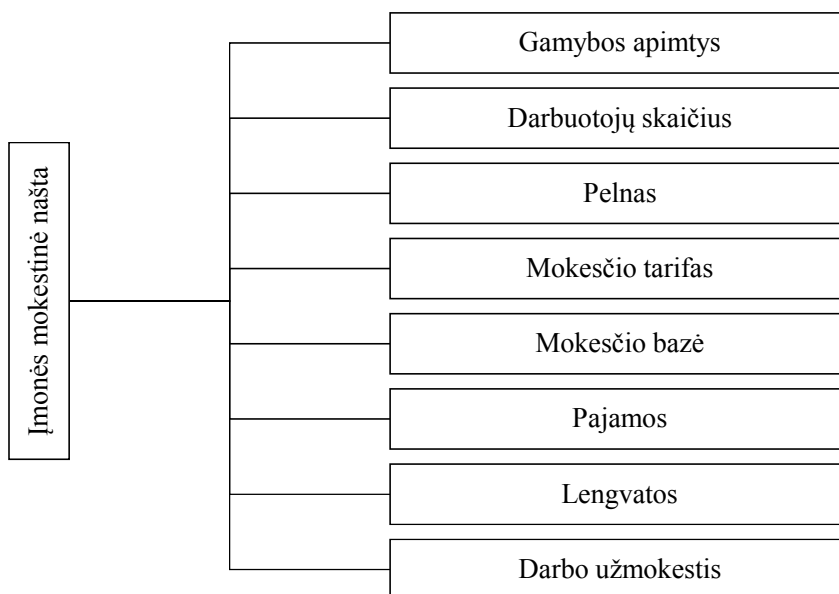 Įmonės mokestinė našta
Gamybos apimtys
Darbuotojų skaičius
Pelnas
Mokesčio tarifas
Mokesčio bazė
Pajamos
Lengvatos
Darbo užmokestis